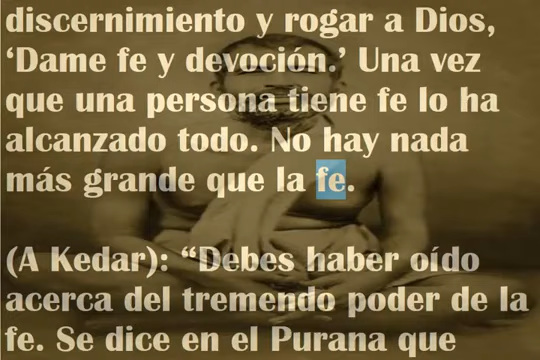 discernimiento y rogar a Dios,
‘Dame fe y devoción.’ Una vez
que una persona tiene fe lo ha
alcanzado todo. No hay nada
más grande que la fe.
(A Kedar): “Debes haber oído
acerca del tremendo poder de la
fe. Se dice en el Purana que